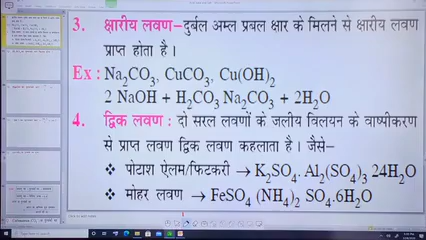 3. क्षारीय लवण–दुर्बल अम्ल प्रबल क्षार के मिलने से क्षारीय लवण
प्राप्त होता है।
Ex : Na₂CO₃, CuCO₃, Cu(OH)₂
2 NaOH + H₂CO₃ Na₂CO₃ + 2H₂O
4. द्विक लवण : दो सरल लवणों के जलीय विलयन के वाष्पीकरण
से प्राप्त लवण द्विक लवण कहलाता है। जैसे–
❖ पोटाश ऐलम/फिटकरी → K₂SO₄·Al₂(SO₄)₃ 24H₂O
❖ मोहर लवण → FeSO₄ (NH₄)₂ SO₄·6H₂O